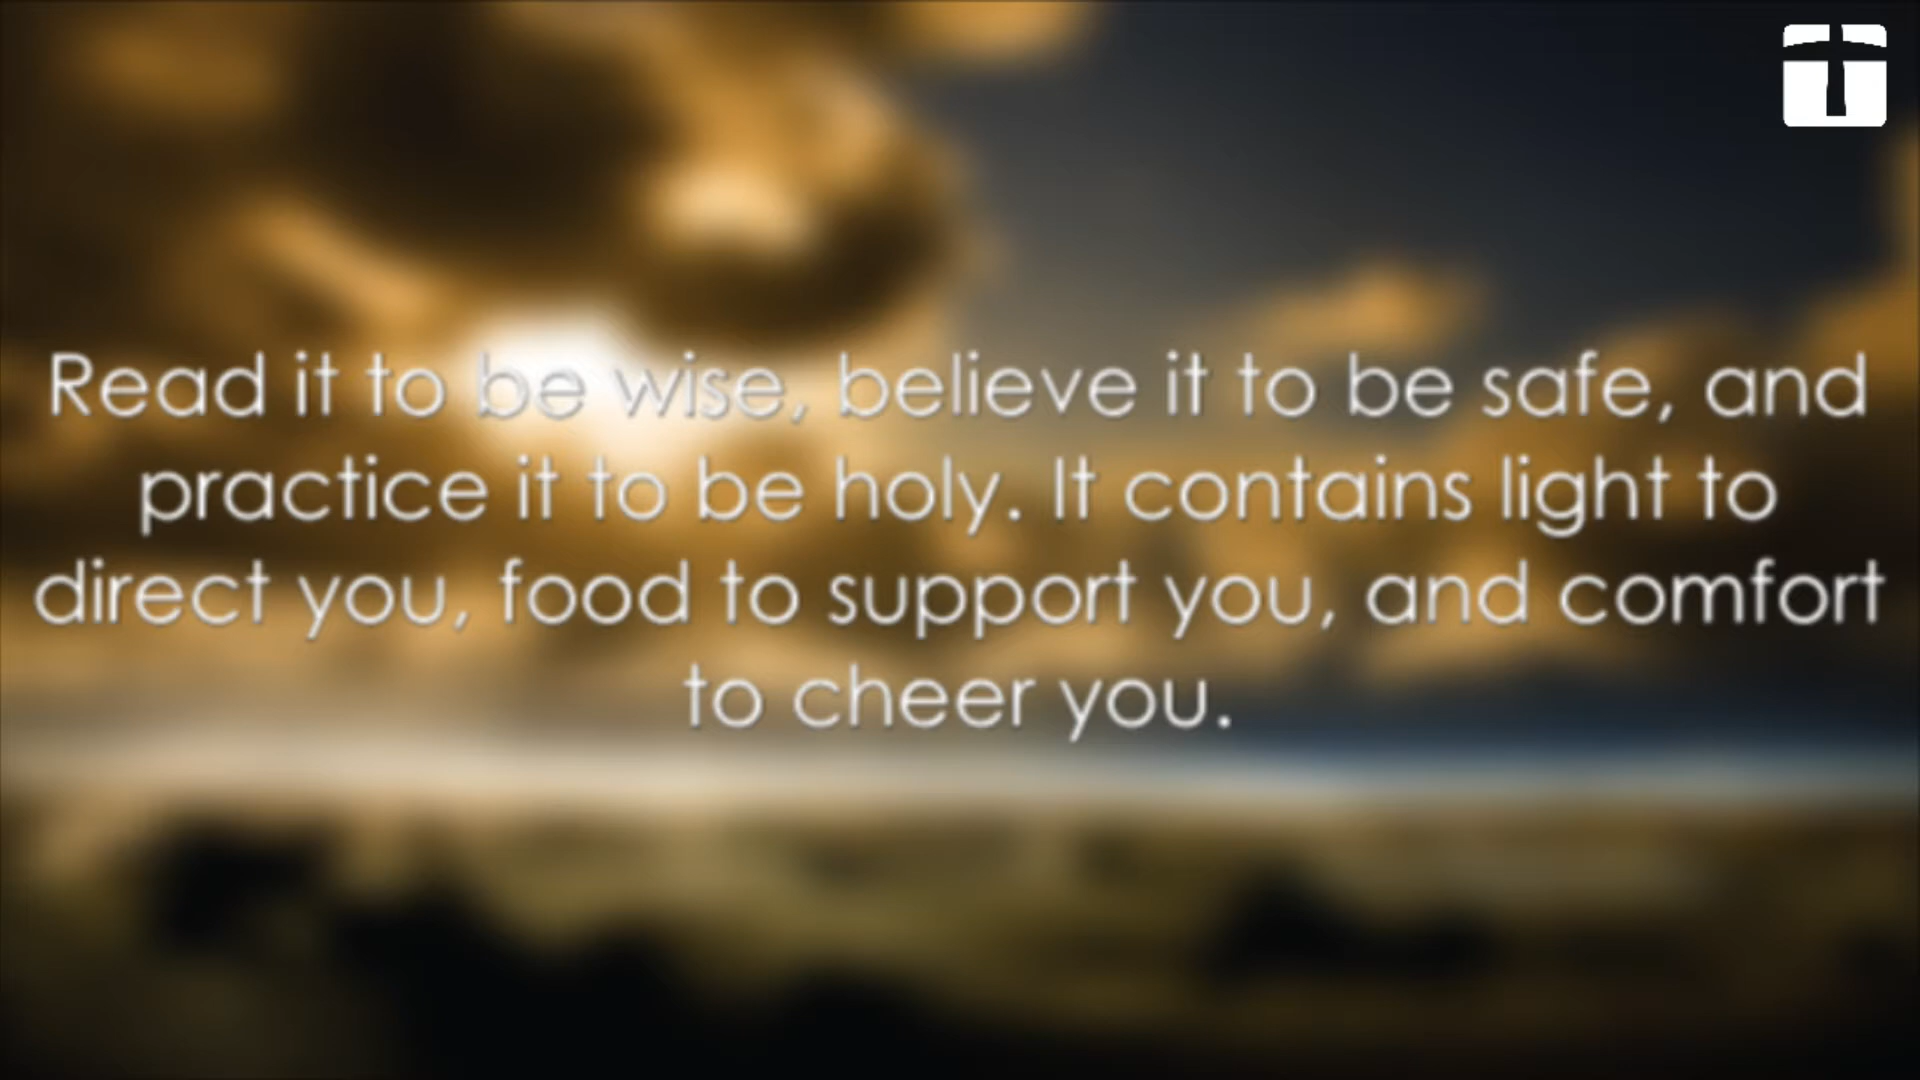 Read it to be wise, believe it to be safe, and
practice it to be holy. It contains light to
direct you, food to support you, and comfort
to cheer you.